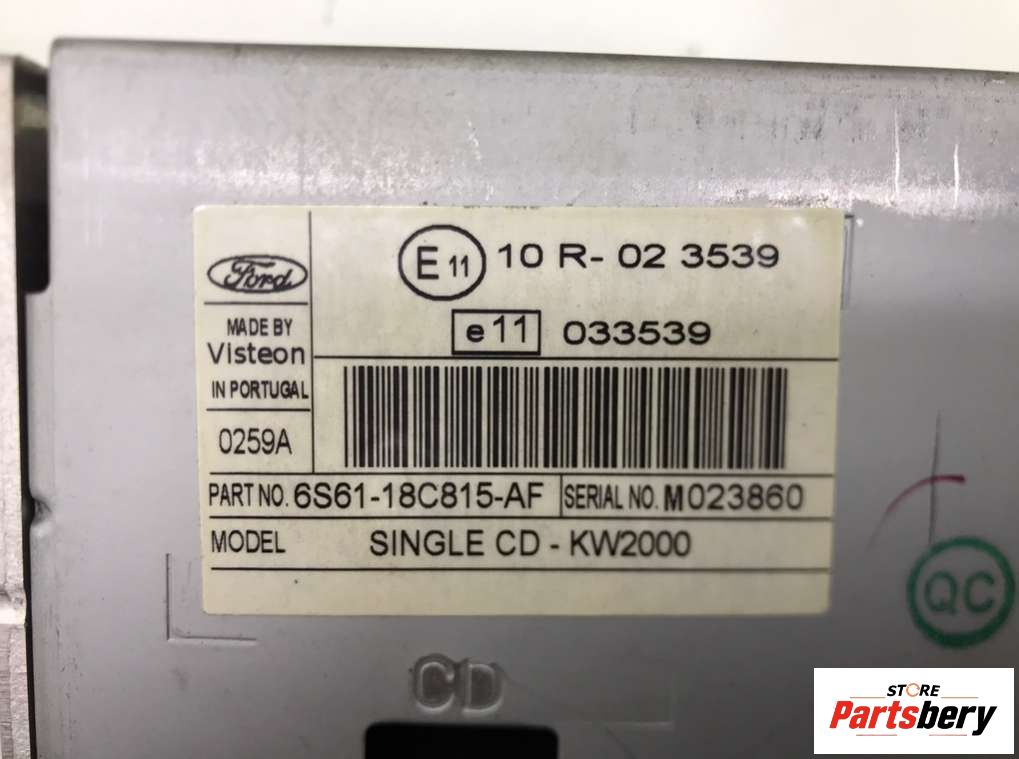 Ford
MADE BY
Visteon
IN PORTUGAL
0259A
E 11 10 R- 02 3539
e11 033539
PART NO. 6S61-18C815-AF SERIAL NO. M023860
MODEL SINGLE CD - KW2000
QC
CD
STORE
Partsbery